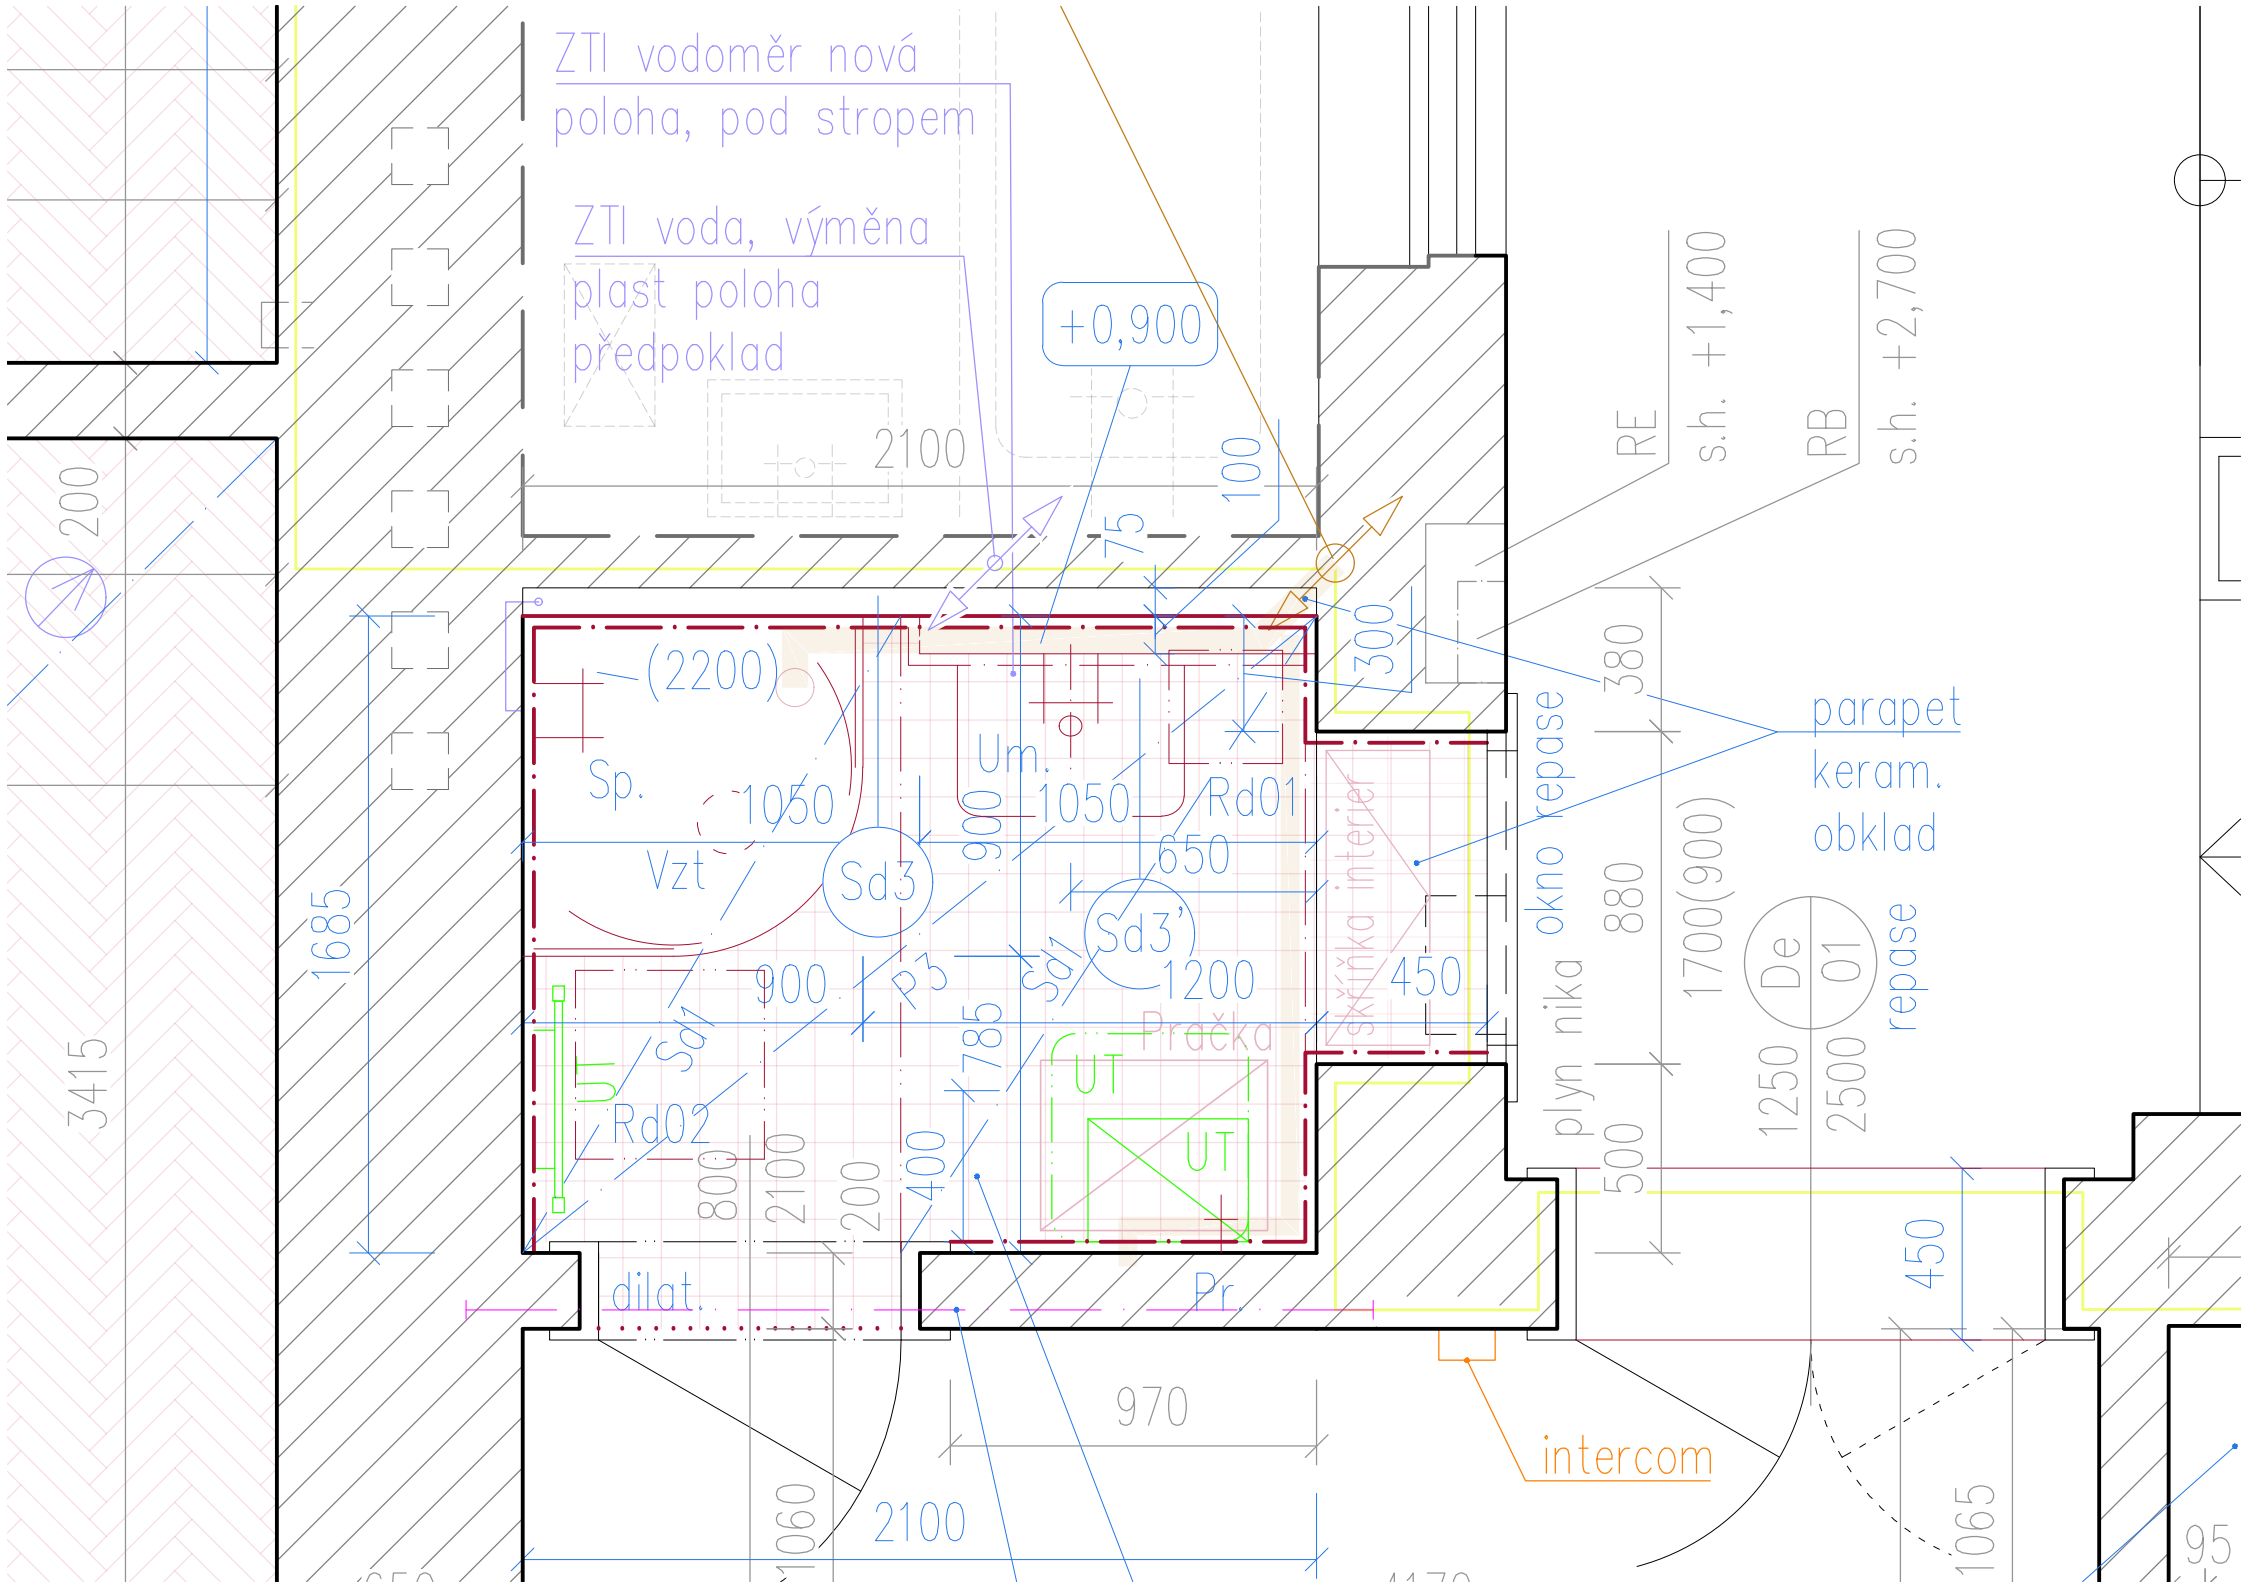 ZTI vodoměr nová
poloha, pod stropem
ZTI voda, výměna
plast poloha
předpoklad
+0,900
2100
100
75
200
RE
s.h. +1,400
RB
s.h. +2,700
(2200)
300
380
parapet
keram.
obklad
okno repase
Sp.
1050
Um.
900
1050
Rd01
650
Vzt
Sd3
Sd3'
skříňka interier
880
1700(900)
1685
900
P3
Sd1
1200
450
De
01
repase
plyn nika
1250
2500
Pračka
785
Sd1
UT
UT
UT
Rd02
3415
800
2100
200
400
500
450
dilat.
Pr.
970
intercom
1060
2100
1065
95